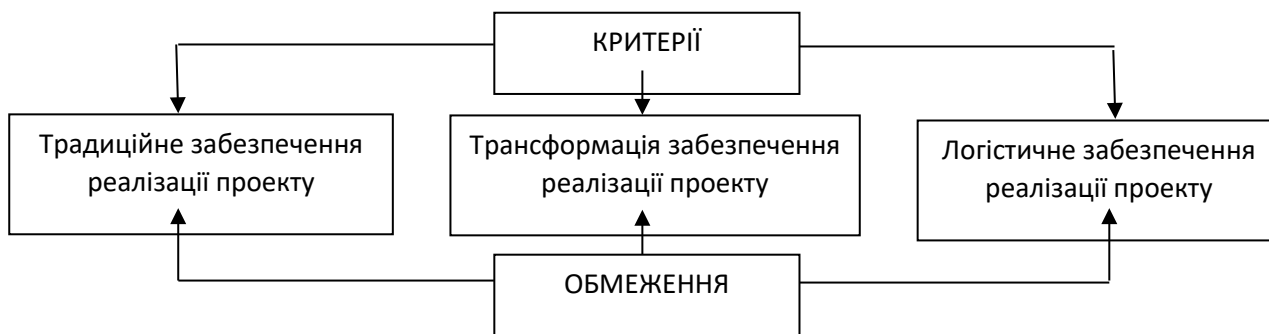 КРИТЕРІЇ
Традиційне забезпечення
реалізації проекту
Трансформація забезпечення
реалізації проекту
Логістичне забезпечення
реалізації проекту
ОБМЕЖЕННЯ